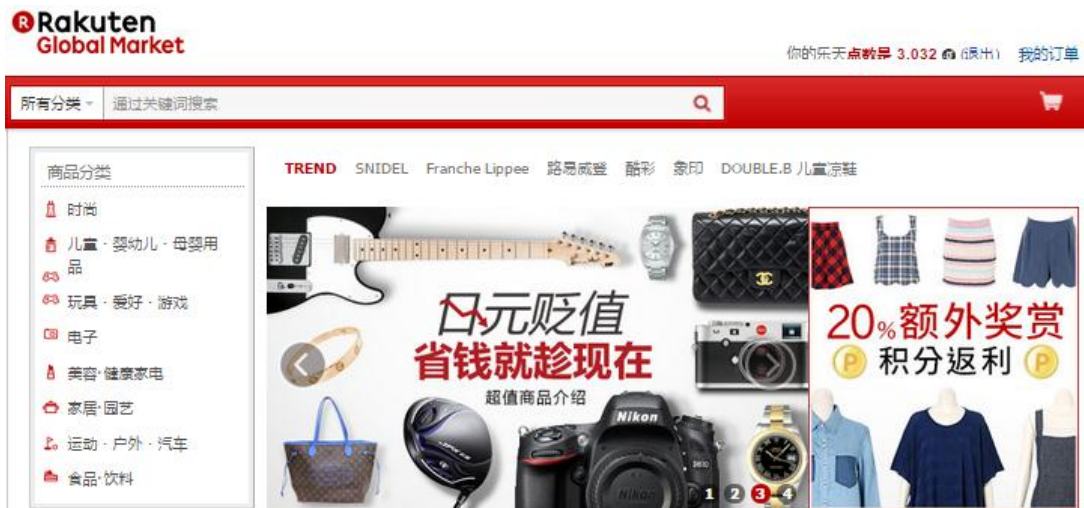 Rakuten
Global Market
你的乐天点数是 3.032 (退出) 我的订单
所有分类 通过关键词搜索
商品分类
TREND SNIDEL Franche Lippee 路易威登 酷彩 象印 DOUBLE.B 儿童凉鞋
时尚
儿童 · 婴幼儿 · 母婴用
品
玩具 · 爱好 · 游戏
电子
美容·健康家电
家居·园艺
运动 · 户外 · 汽车
食品·饮料
日元贬值
省钱就趁现在
超值商品介绍
Nikon
D810
Nikon
1 2 3 4
20%额外奖赏
P 积分返利 P